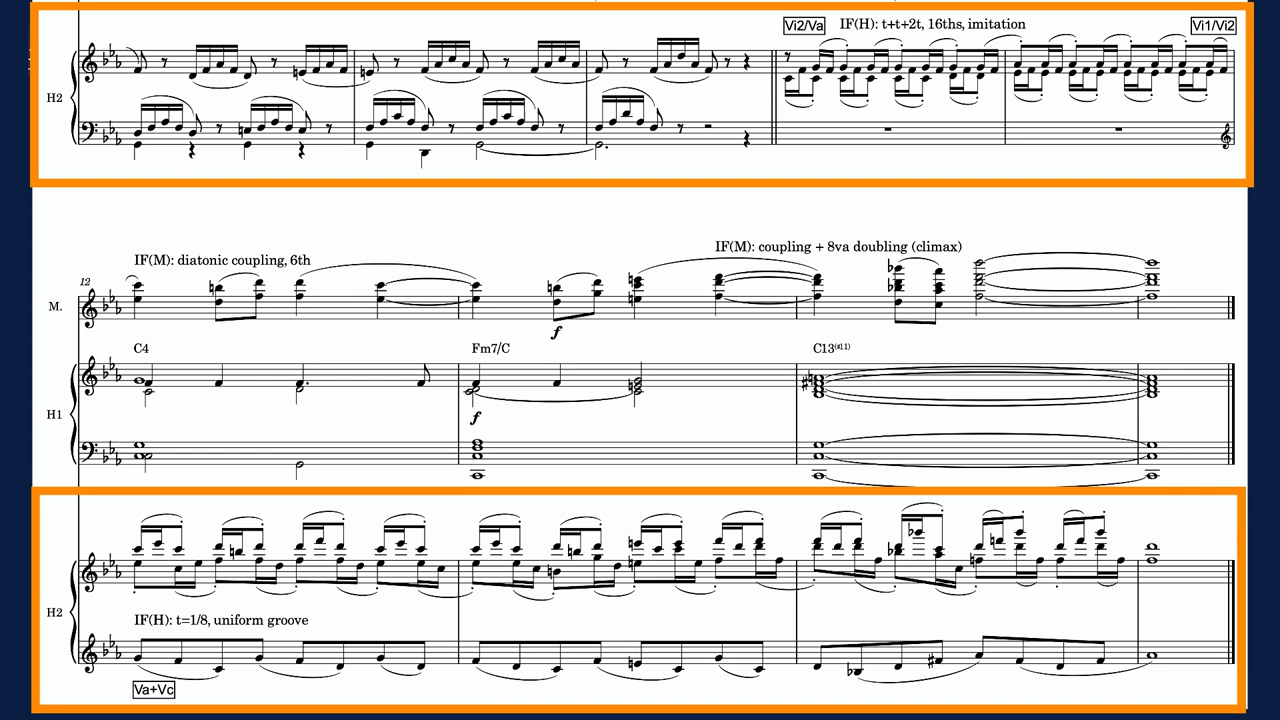 Vi2/Va IF(H): t+t+2t, 16ths, imitation Vi1/Vi2
H2
IF(M): diatonic coupling, 6th IF(M): coupling + 8va doubling (climax)
12
M.
f
C4 Fm7/C C13(#11)
H1
f
H2
IF(H): t=1/8, uniform groove
Va+Vc